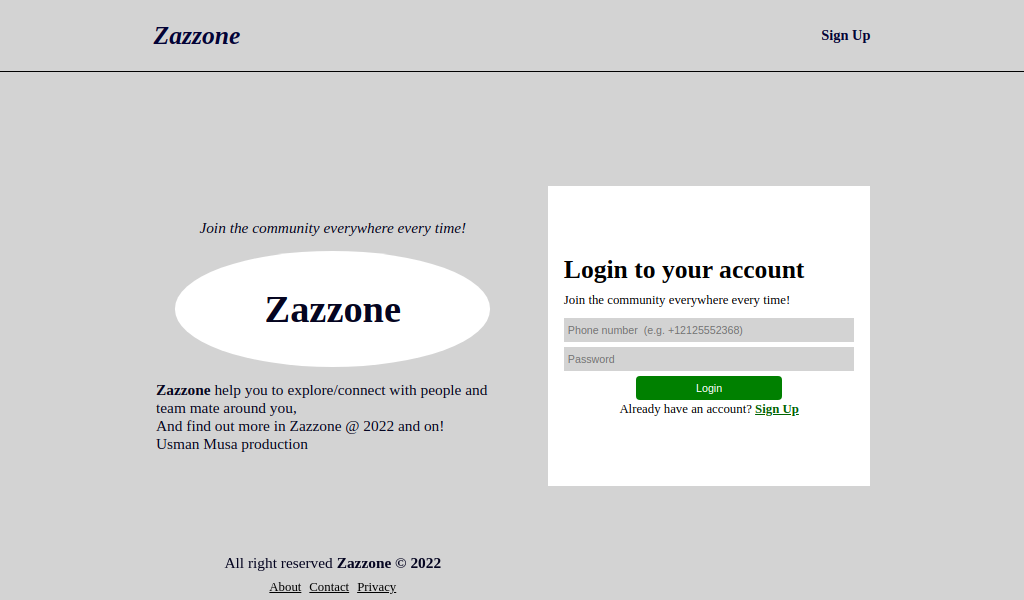 Zazzone
Sign Up
Join the community everywhere every time!
Zazzone
Zazzone help you to explore/connect with people and
team mate around you,
And find out more in Zazzone @ 2022 and on!
Usman Musa production
Login to your account
Join the community everywhere every time!
Phone number  (e.g. +12125552368)
Password
Login
Already have an account? Sign Up
All right reserved Zazzone © 2022
About Contact Privacy